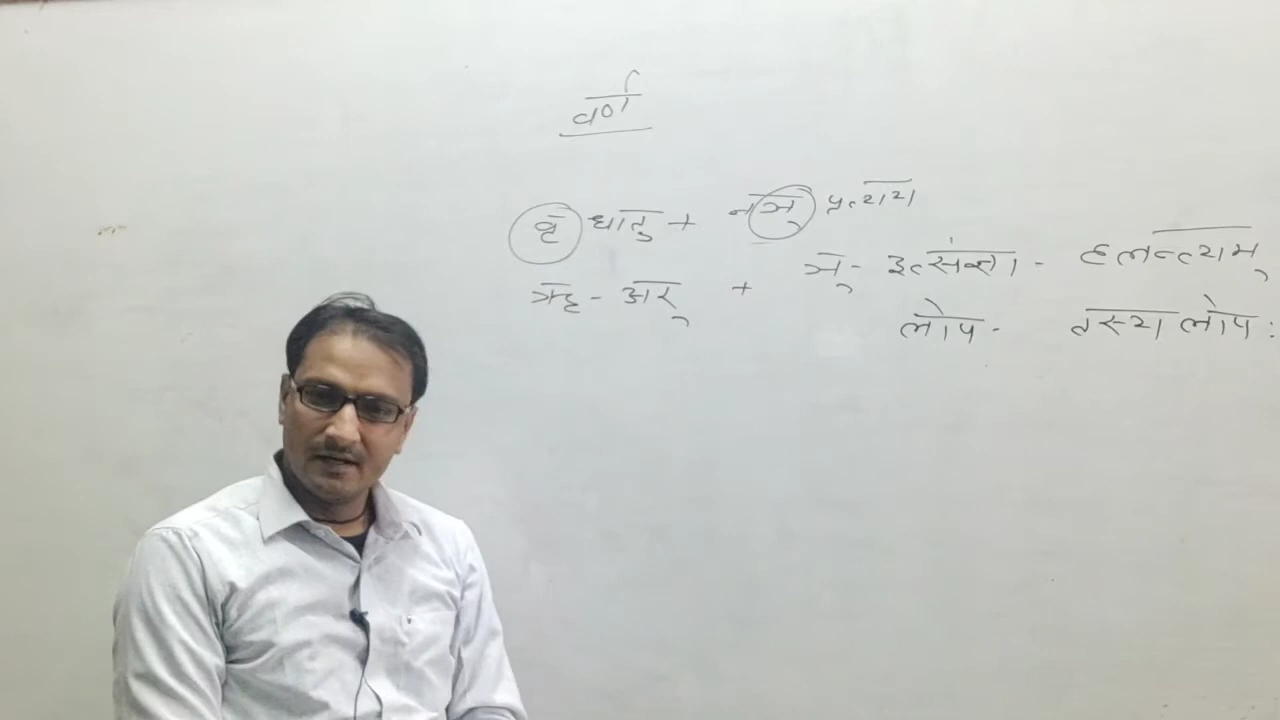 वर्ण
वृ धातु + नञ् प्रत्यय
ऋ - अर् + ञ् - इत्संज्ञा - हलन्त्यम्
लोप - तस्य लोप: